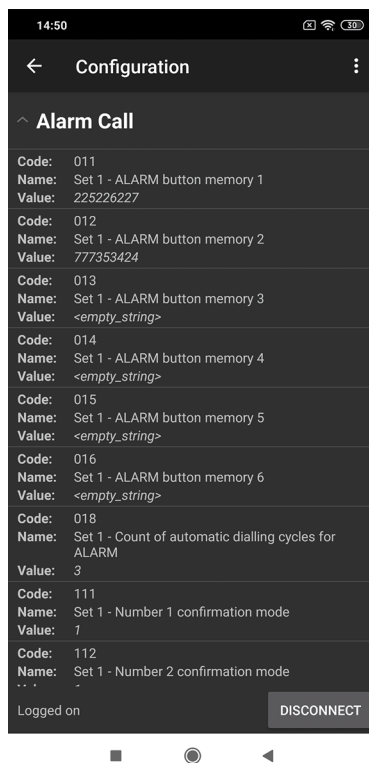 14:50
30
Configuration
Alarm Call
Code: 011
Name: Set 1 - ALARM button memory 1
Value: 225226227
Code: 012
Name: Set 1 - ALARM button memory 2
Value: 777353424
Code: 013
Name: Set 1 - ALARM button memory 3
Value: <empty_string>
Code: 014
Name: Set 1 - ALARM button memory 4
Value: <empty_string>
Code: 015
Name: Set 1 - ALARM button memory 5
Value: <empty_string>
Code: 016
Name: Set 1 - ALARM button memory 6
Value: <empty_string>
Code: 018
Name: Set 1 - Count of automatic dialling cycles for
ALARM
Value: 3
Code: 111
Name: Set 1 - Number 1 confirmation mode
Value: 1
Code: 112
Name: Set 1 - Number 2 confirmation mode
Logged on
DISCONNECT